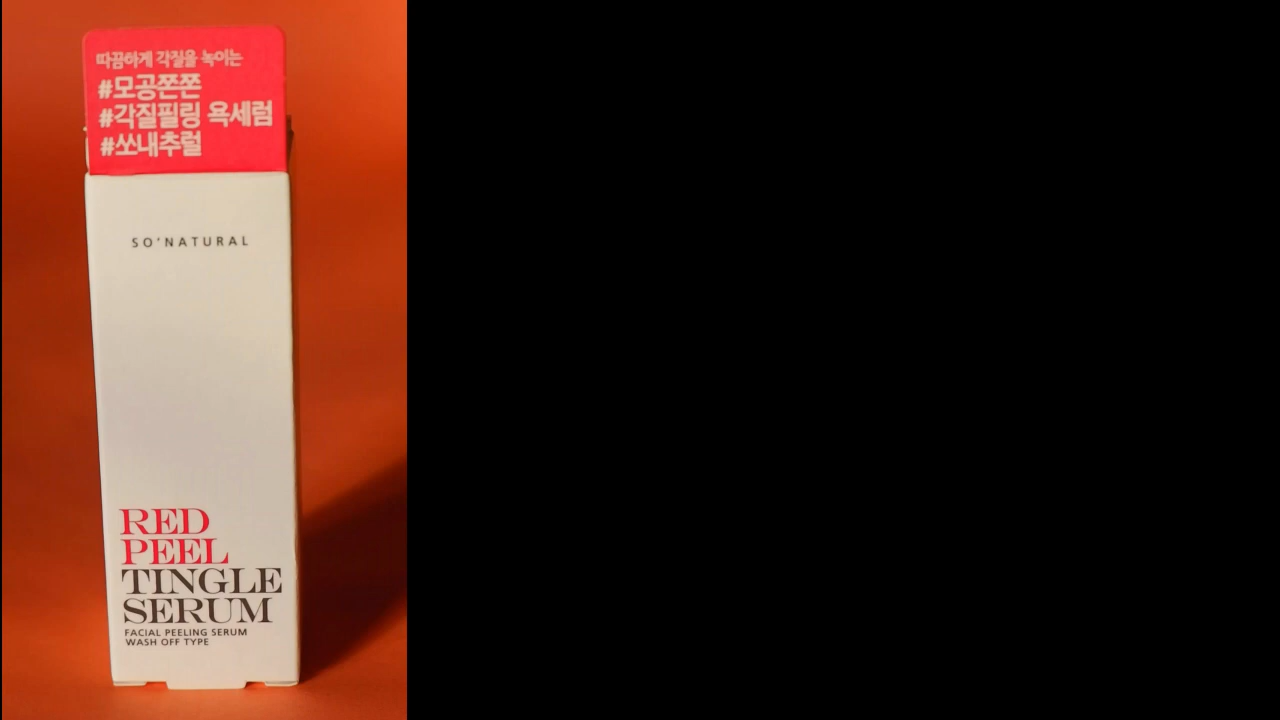 따끔하게 각질을 녹이는
#모공쫀쫀
#각질필링 욕세럼
#쏘내추럴
SO'NATURAL
RED
PEEL
TINGLE
SERUM
FACIAL PEELING SERUM
WASH OFF TYPE